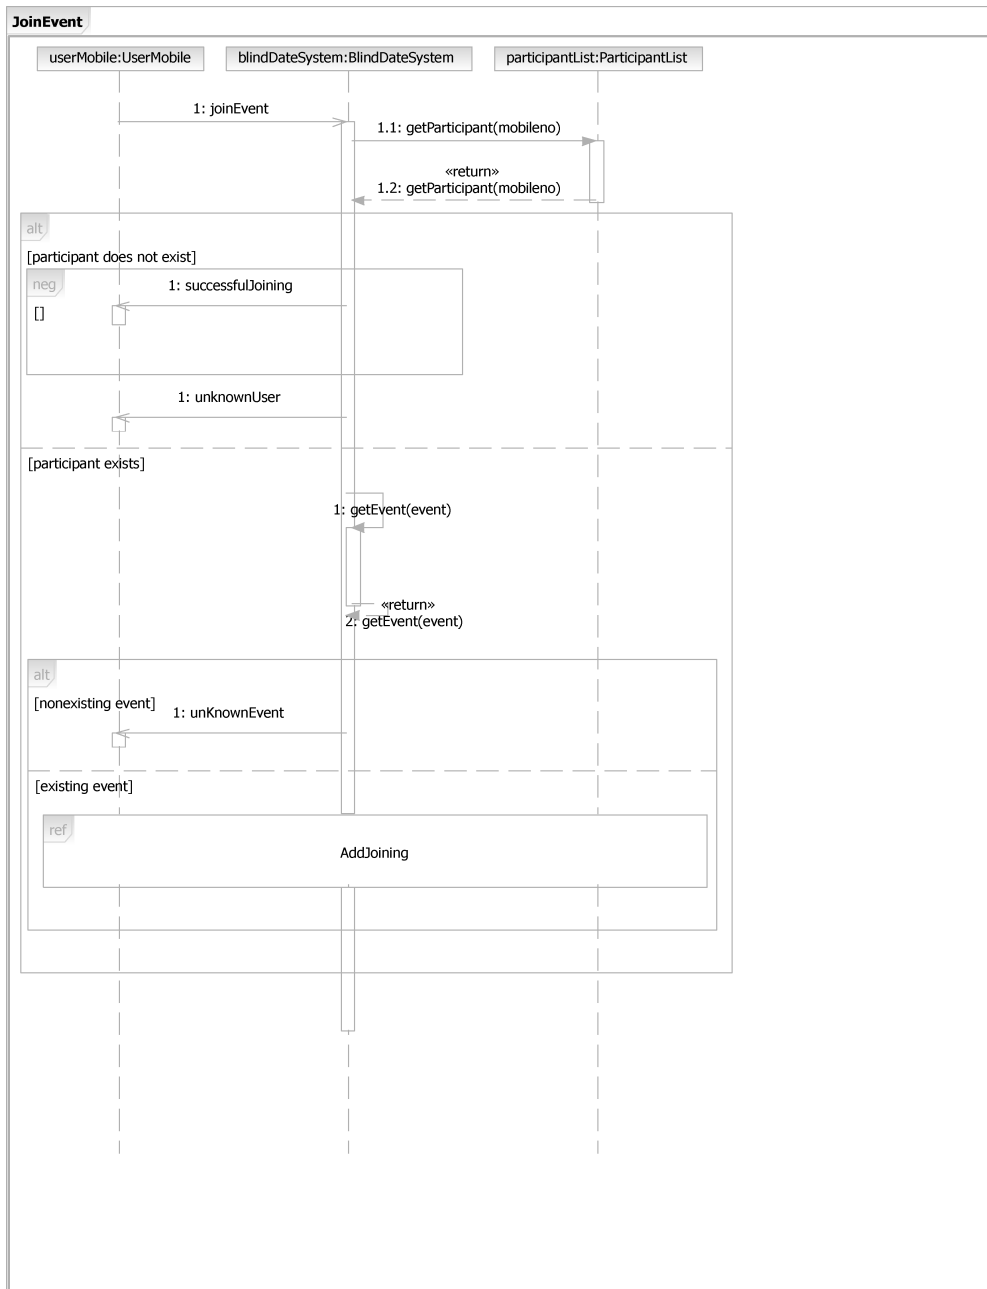 JoinEvent
userMobile:UserMobile
blindDateSystem:BlindDateSystem
participantList:ParticipantList
1: joinEvent
1.1: getParticipant(mobileno)
«return»
1.2: getParticipant(mobileno)
alt
[participant does not exist]
neg
1: successfulJoining
[]
1: unknownUser
[participant exists]
1: getEvent(event)
«return»
2: getEvent(event)
alt
[nonexisting event]
1: unKnownEvent
[existing event]
ref
AddJoining